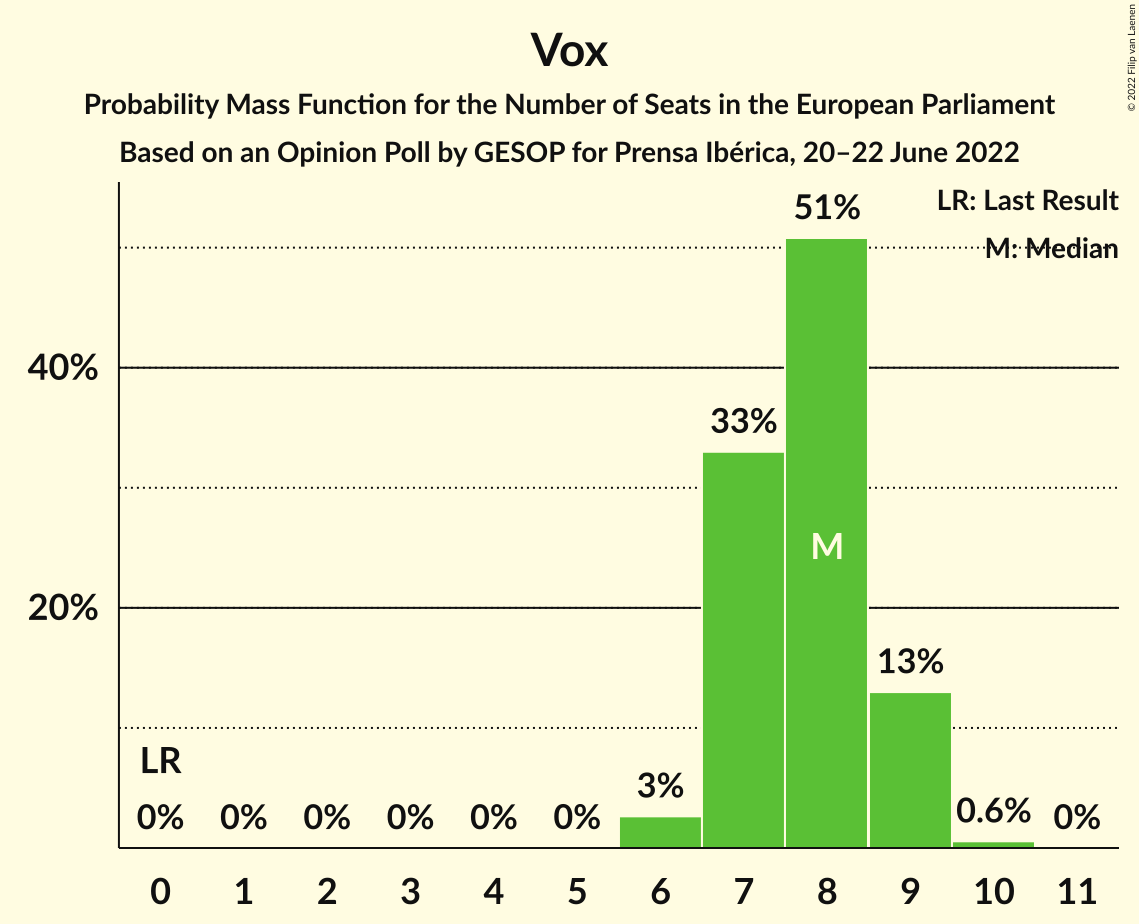 Vox
Probability Mass Function for the Number of Seats in the European Parliament
Based on an Opinion Poll by GESOP for Prensa Ibérica, 20–22 June 2022
© 2022 Filip van Laenen
LR: Last Result
M: Median
51%
40%
33%
M
20%
13%
LR
3%
0.6%
0% 0% 0% 0% 0% 0% 0%
0 1 2 3 4 5 6 7 8 9 10 11